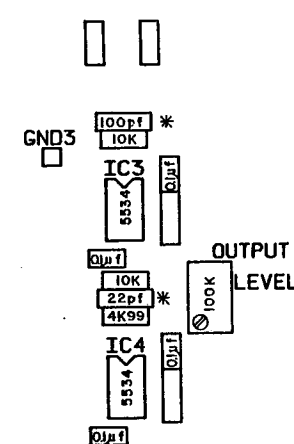 100pf *
10K
GND3
IC3
5534
0.1µf
0.1µf
OUTPUT
LEVEL
10K
22pf *
4K99
100K
IC4
5534
0.1µf
0.1µf